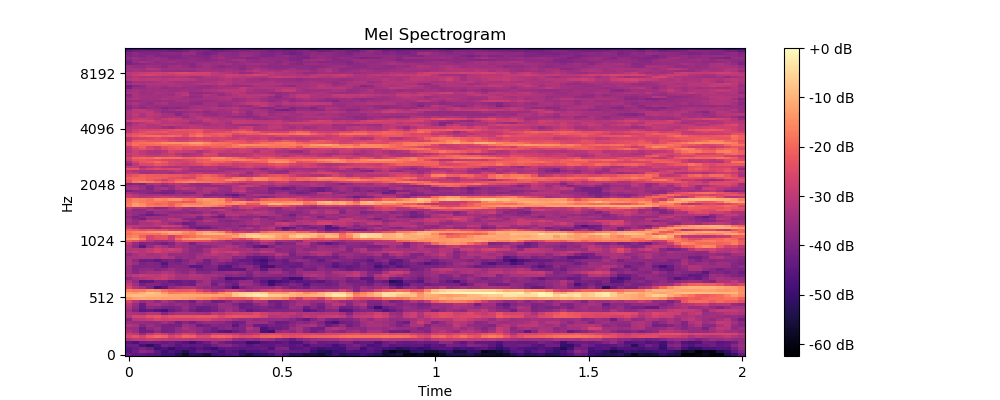 Mel Spectrogram
8192
4096
2048
1024
512
0
Hz
0
0.5
1
1.5
2
Time
+0 dB
-10 dB
-20 dB
-30 dB
-40 dB
-50 dB
-60 dB